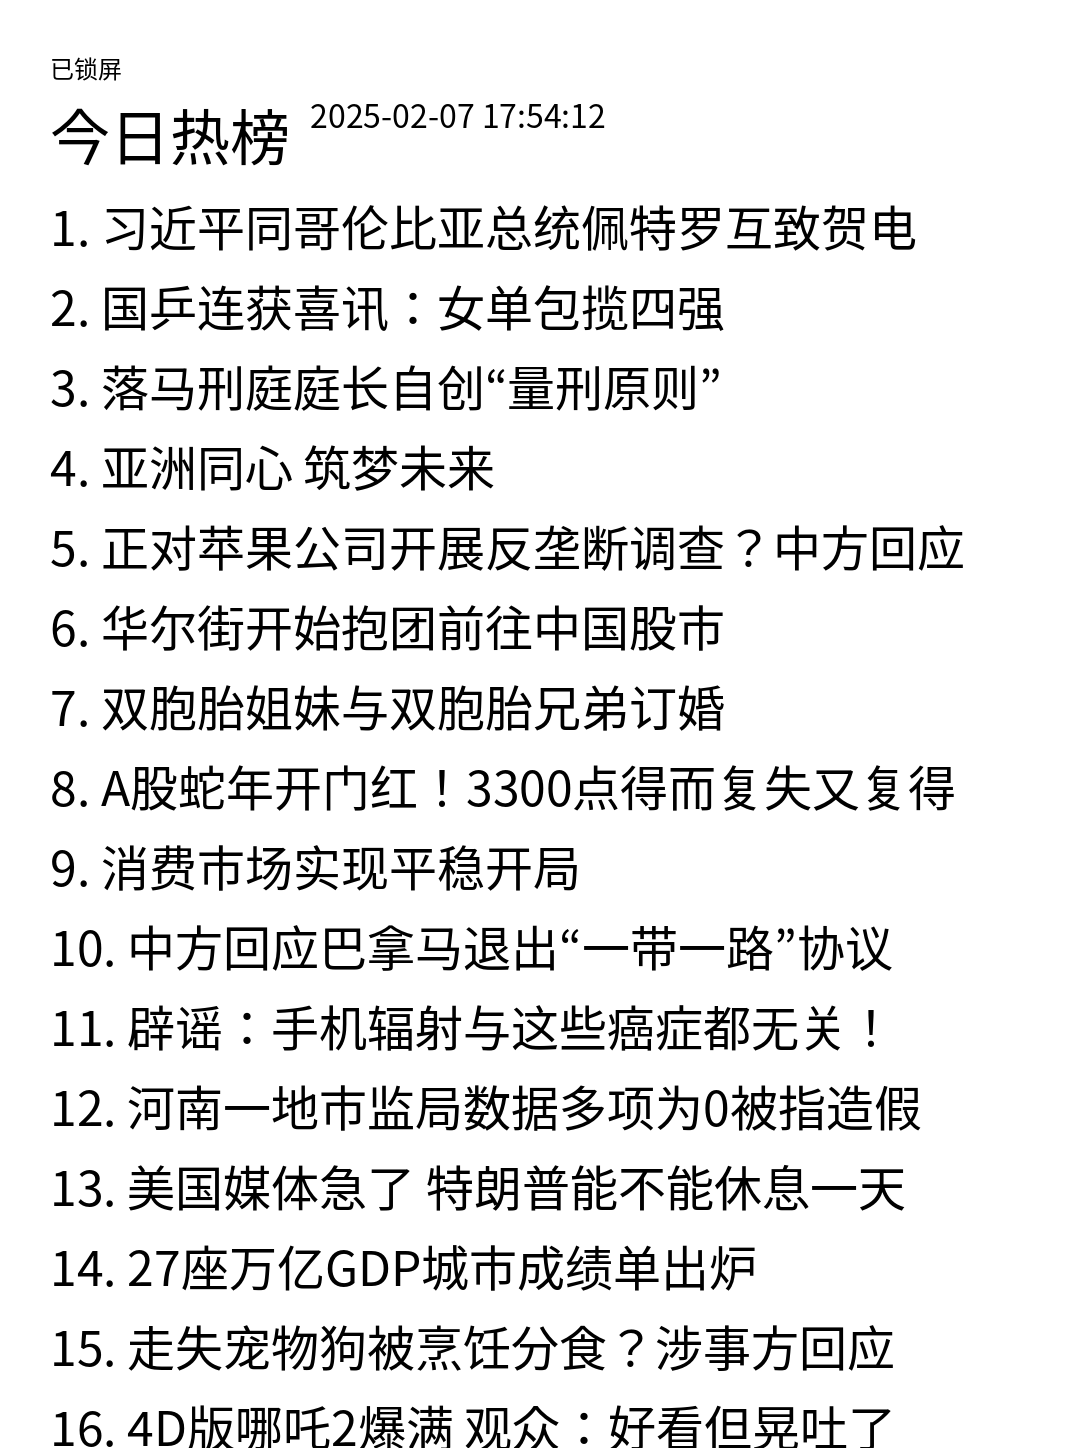 已锁屏
今日热榜 2025-02-07 17:54:12
1. 习近平同哥伦比亚总统佩特罗互致贺电
2. 国乒连获喜讯：女单包揽四强
3. 落马刑庭庭长自创“量刑原则”
4. 亚洲同心 筑梦未来
5. 正对苹果公司开展反垄断调查？中方回应
6. 华尔街开始抱团前往中国股市
7. 双胞胎姐妹与双胞胎兄弟订婚
8. A股蛇年开门红！3300点得而复失又复得
9. 消费市场实现平稳开局
10. 中方回应巴拿马退出“一带一路”协议
11. 辟谣：手机辐射与这些癌症都无关！
12. 河南一地市监局数据多项为0被指造假
13. 美国媒体急了 特朗普能不能休息一天
14. 27座万亿GDP城市成绩单出炉
15. 走失宠物狗被烹饪分食？涉事方回应
16. 4D版哪吒2爆满 观众：好看但晃吐了